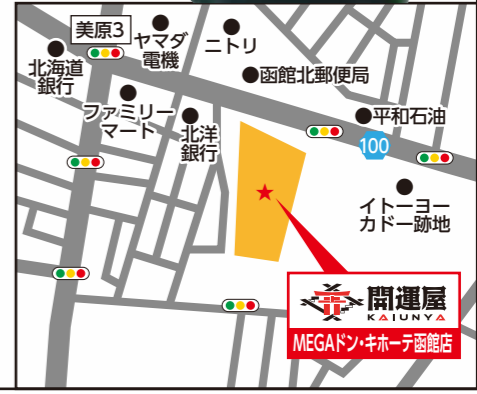 美原3
ヤマダ
電機
ニトリ
北海道
銀行
函館北郵便局
ファミリー
マート
北洋
銀行
平和石油
100
イトーヨー
カドー跡地
開運屋
KAIUNYA
MEGAドン・キホーテ函館店